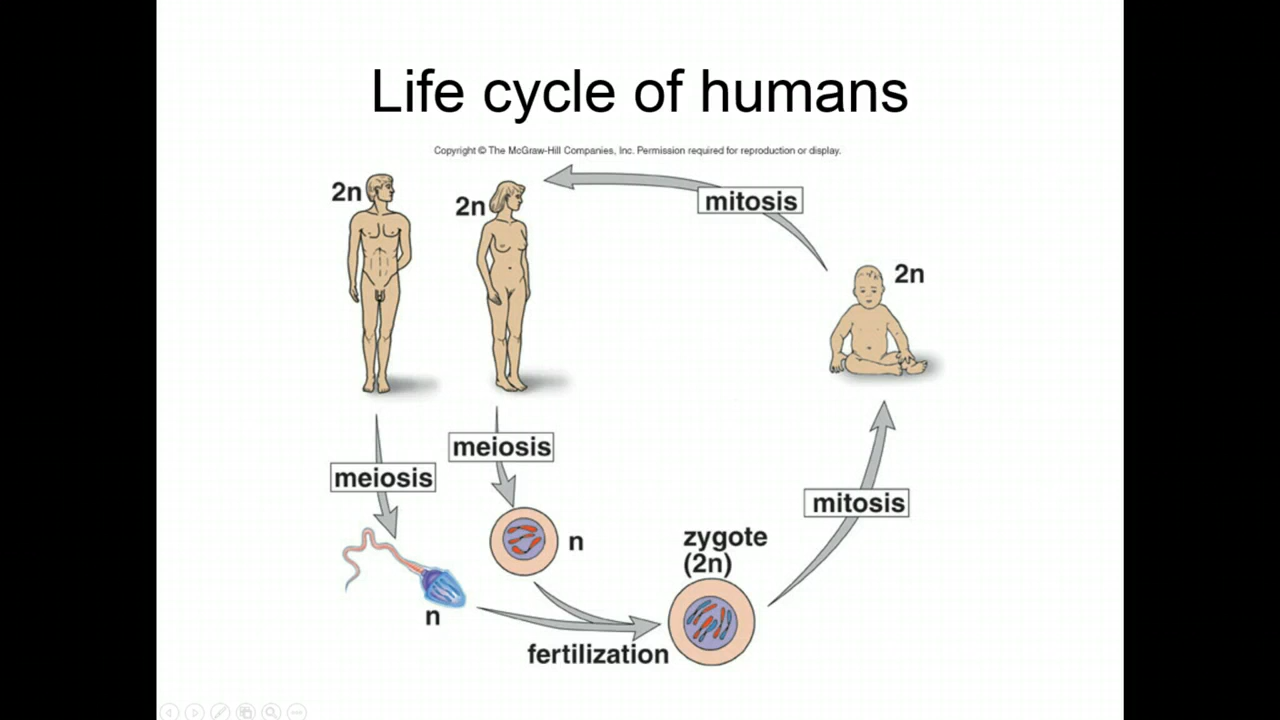 Life cycle of humans
Copyright © The McGraw-Hill Companies, Inc. Permission required for reproduction or display.
2n
2n
mitosis
2n
meiosis
meiosis
mitosis
n
zygote
(2n)
n
fertilization